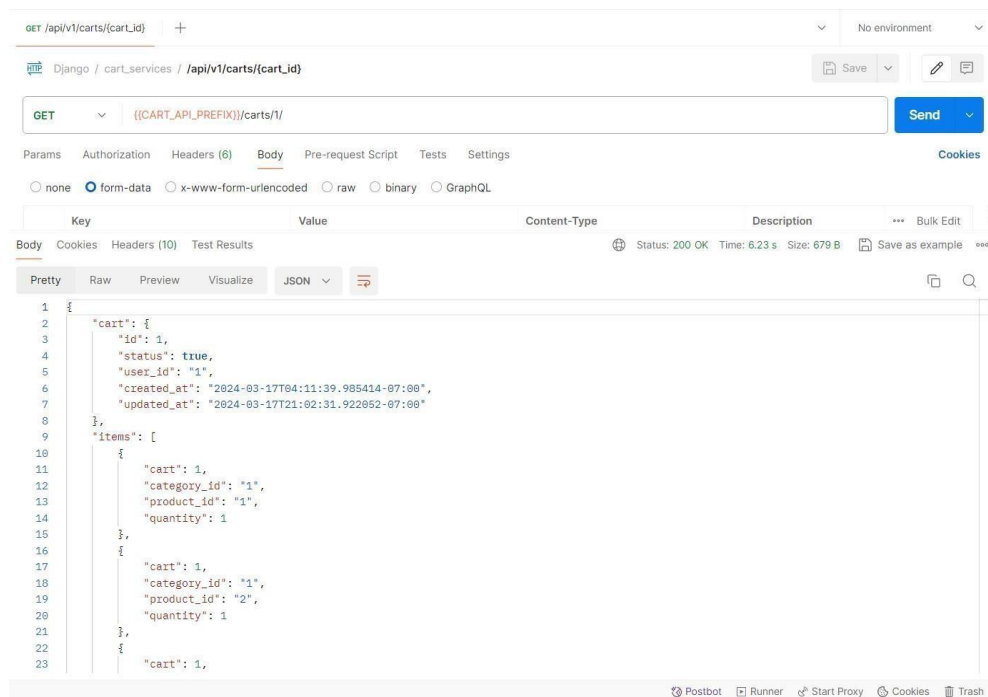 GET /api/v1/carts/{cart_id} + No environment
HTTP Django / cart_services / /api/v1/carts/{cart_id} Save
GET {{CART_API_PREFIX}}/carts/1/ Send
Params Authorization Headers (6) Body Pre-request Script Tests Settings Cookies
none form-data x-www-form-urlencoded raw binary GraphQL
Key Value Content-Type Description ••• Bulk Edit
Body Cookies Headers (10) Test Results Status: 200 OK Time: 6.23 s Size: 679 B Save as example •••
Pretty Raw Preview Visualize JSON
1 {
2 "cart": {
3 "id": 1,
4 "status": true,
5 "user_id": "1",
6 "created_at": "2024-03-17T04:11:39.985414-07:00",
7 "updated_at": "2024-03-17T21:02:31.922052-07:00"
8 },
9 "items": [
10 {
11 "cart": 1,
12 "category_id": "1",
13 "product_id": "1",
14 "quantity": 1
15 },
16 {
17 "cart": 1,
18 "category_id": "1",
19 "product_id": "2",
20 "quantity": 1
21 },
22 {
23 "cart": 1,
Postbot Runner Start Proxy Cookies Trash